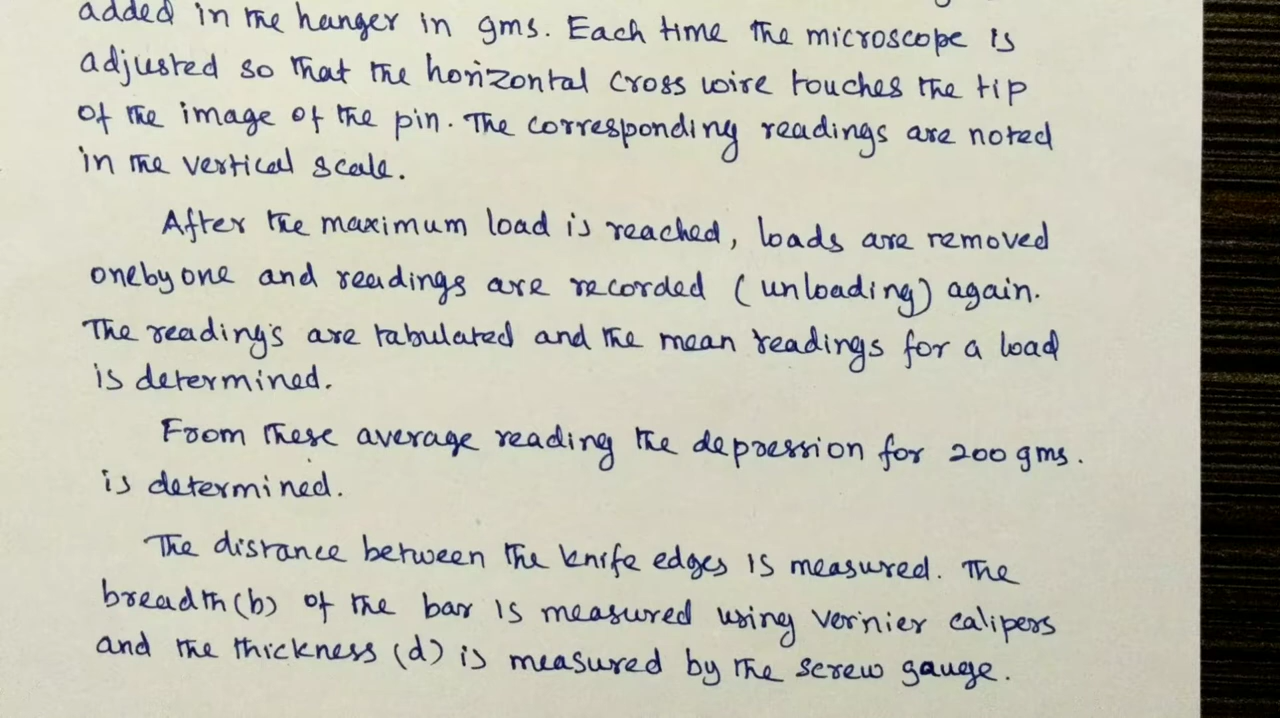 added in the hanger in gms. Each time the microscope is
adjusted so that the horizontal cross wire touches the tip
of the image of the pin. The corresponding readings are noted
in the vertical scale.
After the maximum load is reached, loads are removed
onebyone and readings are recorded (unloading) again.
The readings are tabulated and the mean readings for a load
is determined.
From these average reading the depression for 200 gms.
is determined.
The distance between the knife edges is measured. The
breadth (b) of the bar is measured using vernier calipers
and the thickness (d) is measured by the screw gauge.